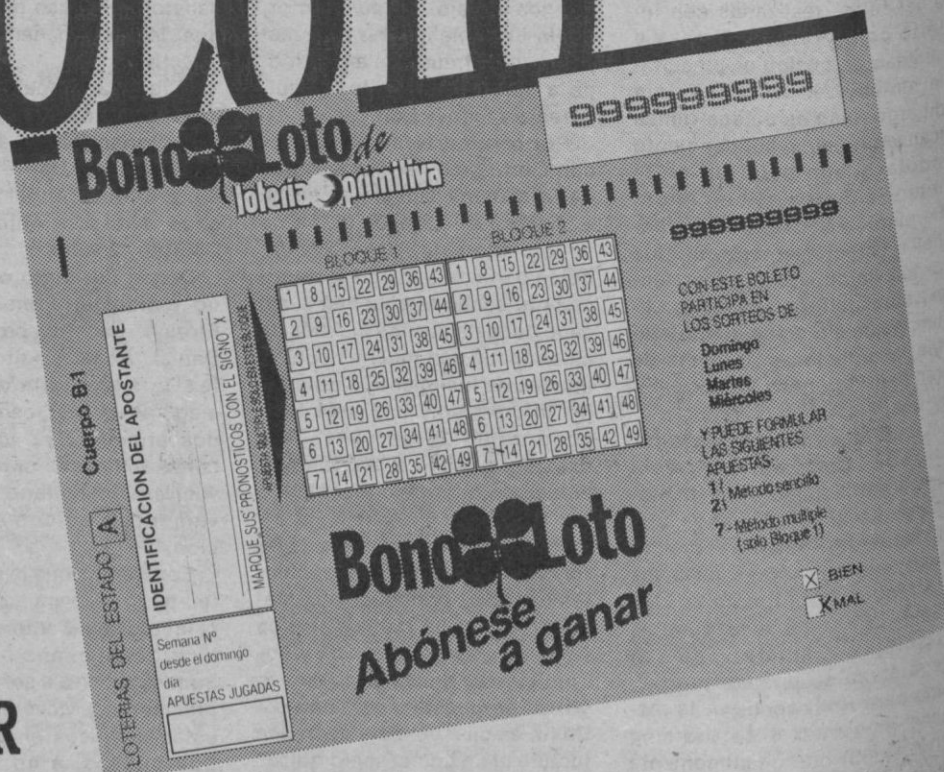 OLOTO
BonoLoto de
lotería primitiva
999999999
999999999
BLOQUE 1 BLOQUE 2
1 8 15 22 29 36 43 1 8 15 22 29 36 43
2 9 16 23 30 37 44 2 9 16 23 30 37 44
3 10 17 24 31 38 45 3 10 17 24 31 38 45
4 11 18 25 32 39 46 4 11 18 25 32 39 46
5 12 19 26 33 40 47 5 12 19 26 33 40 47
6 13 20 27 34 41 48 6 13 20 27 34 41 48
7 14 21 28 35 42 49 7 14 21 28 35 42 49
CON ESTE BOLETO
PARTICIPA EN
LOS SORTEOS DE:
Domingo
Lunes
Martes
Miércoles
Y PUEDE FORMULAR
LAS SIGUIENTES
APUESTAS:
1
2 Método sencillo
7 - Método múltiple
(solo Bloque 1)
X BIEN
X MAL
LOTERIAS DEL ESTADO A Cuerpo B-1
IDENTIFICACION DEL APOSTANTE
MARQUE SUS PRONOSTICOS CON EL SIGNO X
APUESTA MULTIPLE SOLO EN ESTE BLOQUE
Semana Nº
desde el domingo
día
APUESTAS JUGADAS
BonoLoto
Abónese
a ganar
R